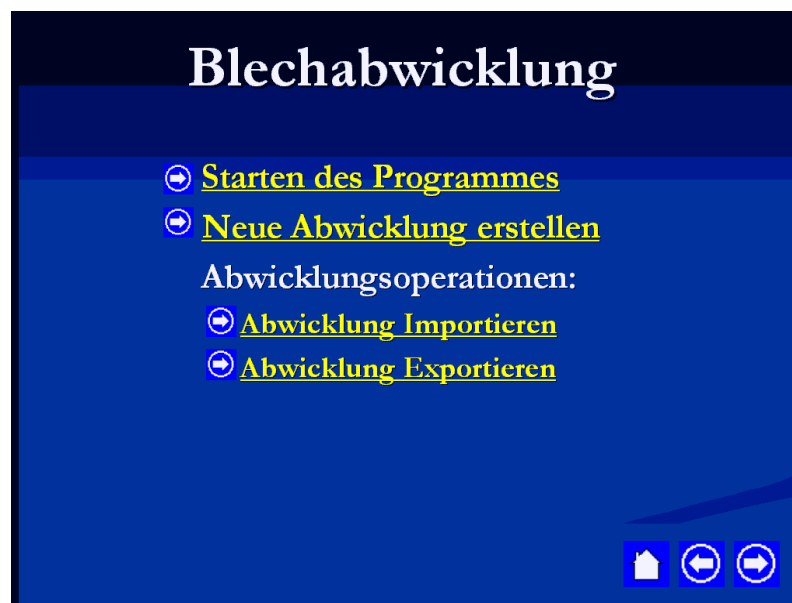 Blechabwicklung
Starten des Programmes
Neue Abwicklung erstellen
Abwicklungsoperationen:
Abwicklung Importieren
Abwicklung Exportieren